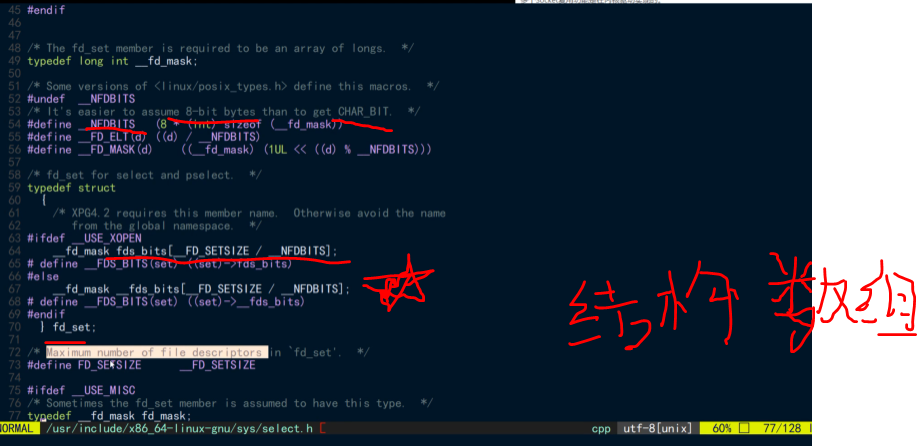 45 #endif
46
47
48 /* The fd_set member is required to be an array of longs.  */
49 typedef long int __fd_mask;
50
51 /* Some versions of <linux/posix_types.h> define this macros.  */
52 #undef  __NFDBITS
53 /* It's easier to assume 8-bit bytes than to get CHAR_BIT.  */
54 #define __NFDBITS   (8 * (int) sizeof (__fd_mask))
55 #define __FD_ELT(d) ((d) / __NFDBITS)
56 #define __FD_MASK(d)    ((__fd_mask) (1UL << ((d) % __NFDBITS)))
57
58 /* fd_set for select and pselect.  */
59 typedef struct
60   {
61     /* XPG4.2 requires this member name.  Otherwise avoid the name
62        from the global namespace.  */
63 #ifdef __USE_XOPEN
64     __fd_mask fds_bits[__FD_SETSIZE / __NFDBITS];
65 # define __FDS_BITS(set) ((set)->fds_bits)
66 #else
67     __fd_mask __fds_bits[__FD_SETSIZE / __NFDBITS];
68 # define __FDS_BITS(set) ((set)->__fds_bits)
69 #endif
70   } fd_set;
71
72 /* Maximum number of file descriptors in `fd_set'.  */
73 #define FD_SETSIZE      __FD_SETSIZE
74
75 #ifdef __USE_MISC
76 /* Sometimes the fd_set member is assumed to have this type.  */
77 typedef __fd_mask fd_mask;
NORMAL /usr/include/x86_64-linux-gnu/sys/select.h [ cpp utf-8[unix] 60% 77/128
结构 数组